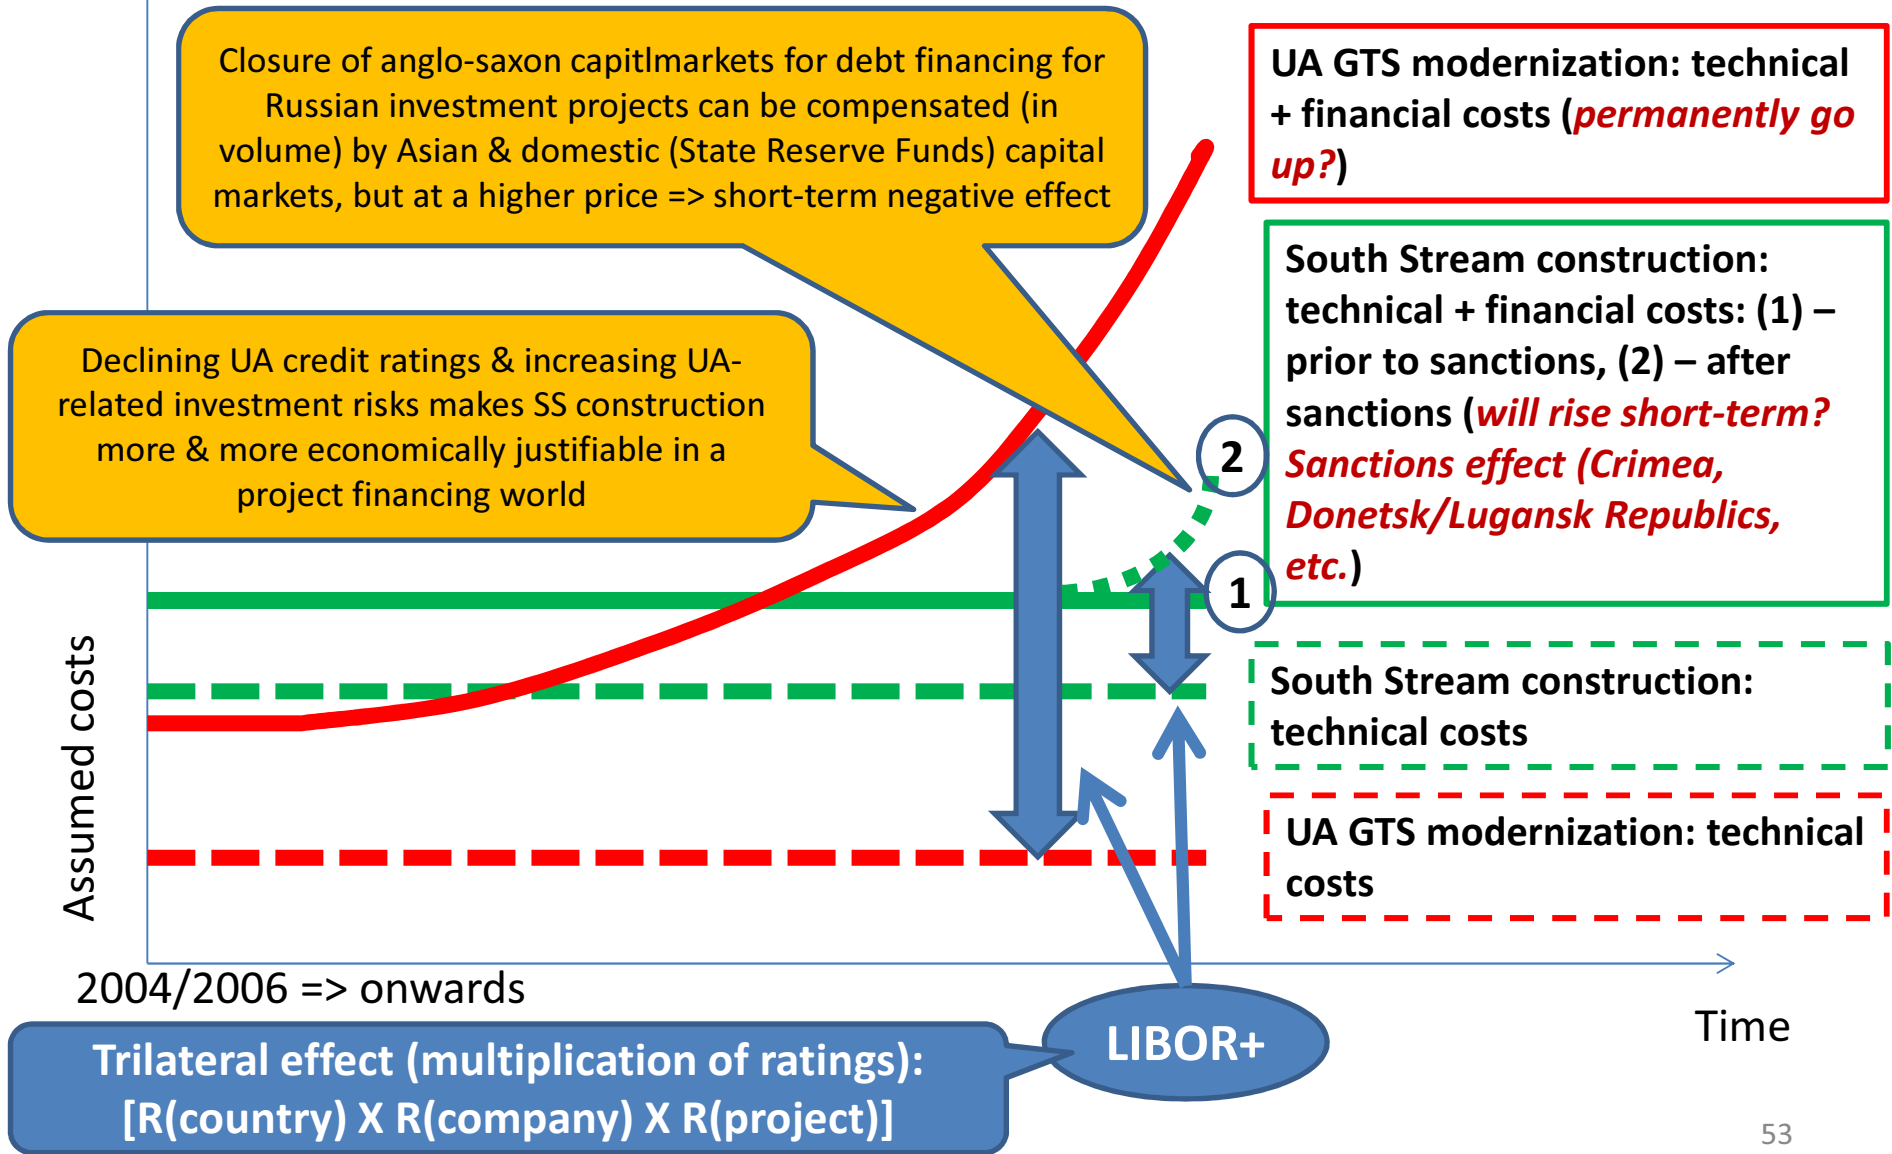 Closure of anglo-saxon capitlmarkets for debt financing for
Russian investment projects can be compensated (in
volume) by Asian & domestic (State Reserve Funds) capital
markets, but at a higher price => short-term negative effect
UA GTS modernization: technical
+ financial costs (permanently go
up?)
South Stream construction:
technical + financial costs: (1) –
prior to sanctions, (2) – after
sanctions (will rise short-term?
Sanctions effect (Crimea,
Donetsk/Lugansk Republics,
etc.)
Declining UA credit ratings & increasing UA-
related investment risks makes SS construction
more & more economically justifiable in a
project financing world
2
1
South Stream construction:
technical costs
UA GTS modernization: technical
costs
Assumed costs
2004/2006 => onwards
Time
LIBOR+
Trilateral effect (multiplication of ratings):
[R(country) X R(company) X R(project)]
53